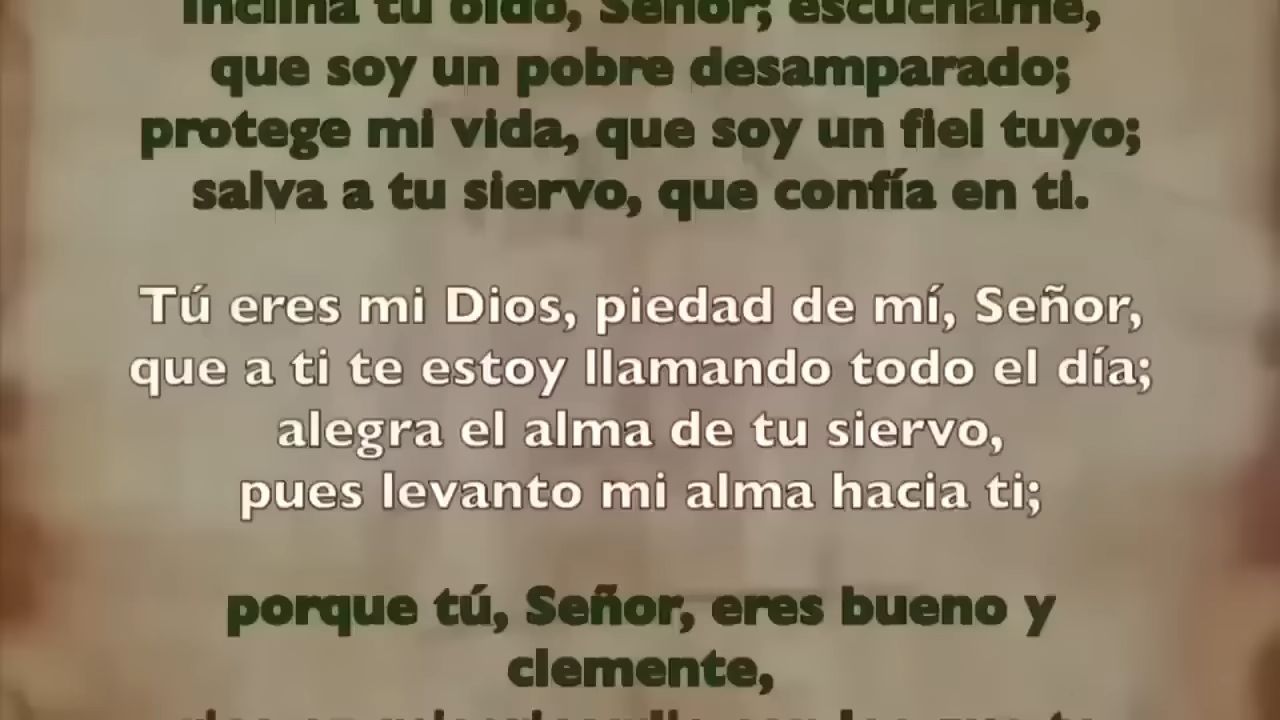 Inclina tu oído, Señor; escúchame,
que soy un pobre desamparado;
protege mi vida, que soy un fiel tuyo;
salva a tu siervo, que confía en ti.
Tú eres mi Dios, piedad de mí, Señor,
que a ti te estoy llamando todo el día;
alegra el alma de tu siervo,
pues levanto mi alma hacia ti;
porque tú, Señor, eres bueno y
clemente,